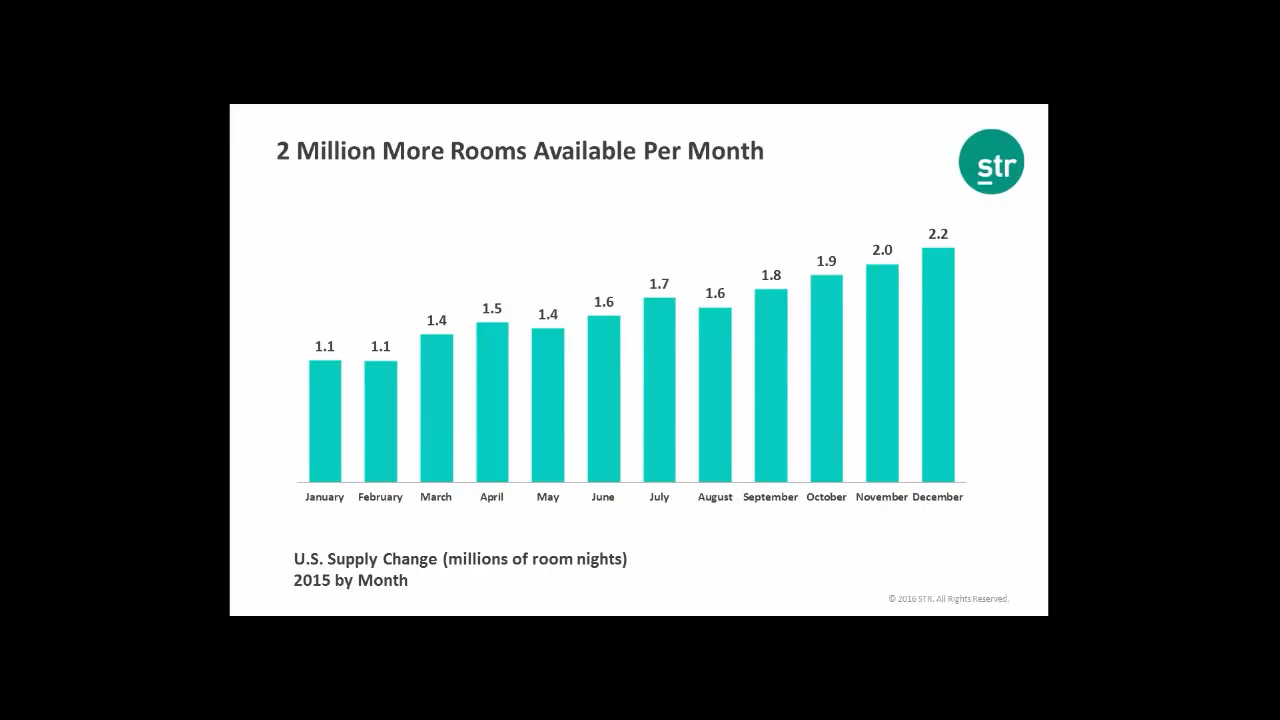 2 Million More Rooms Available Per Month
str
1.1
1.1
1.4
1.5
1.4
1.6
1.7
1.6
1.8
1.9
2.0
2.2
January February March April May June July August September October November December
U.S. Supply Change (millions of room nights)
2015 by Month
© 2016 STR. All Rights Reserved.